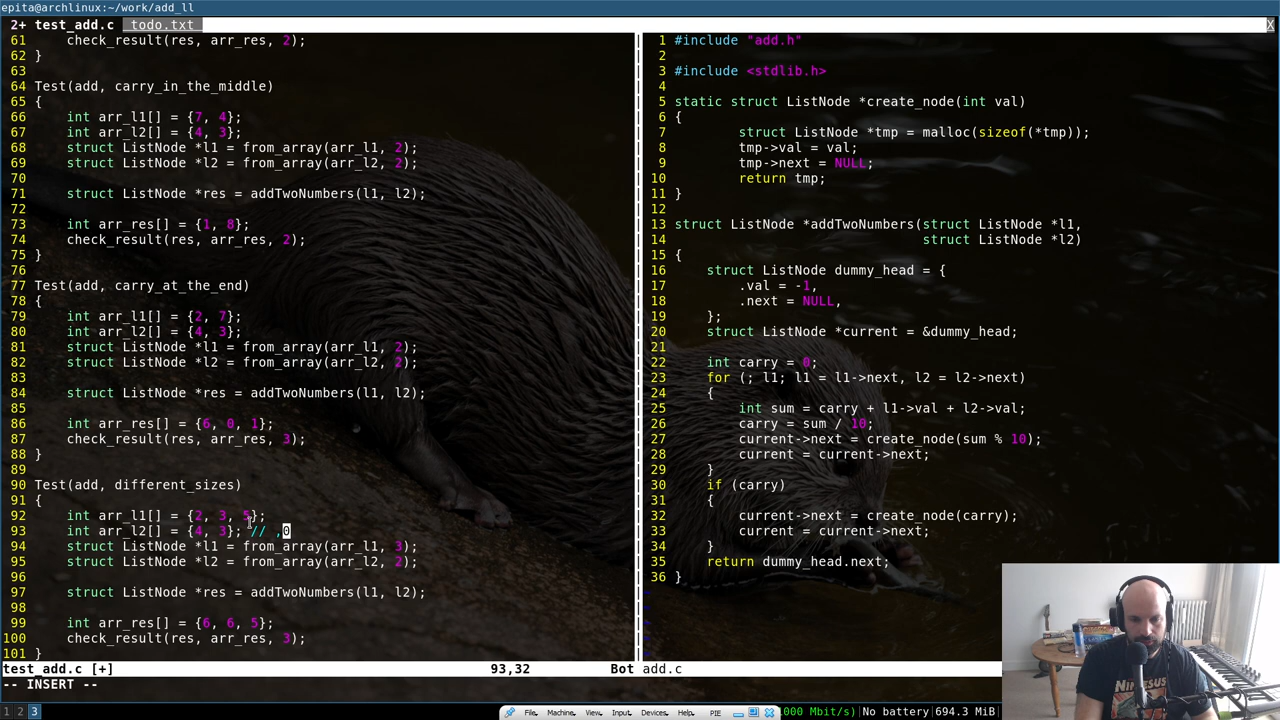 epita@archlinux:~/work/add_ll
2+ test_add.c  todo.txt X
61     check_result(res, arr_res, 2);
62 }
63
64 Test(add, carry_in_the_middle)
65 {
66     int arr_l1[] = {7, 4};
67     int arr_l2[] = {4, 3};
68     struct ListNode *l1 = from_array(arr_l1, 2);
69     struct ListNode *l2 = from_array(arr_l2, 2);
70
71     struct ListNode *res = addTwoNumbers(l1, l2);
72
73     int arr_res[] = {1, 8};
74     check_result(res, arr_res, 2);
75 }
76
77 Test(add, carry_at_the_end)
78 {
79     int arr_l1[] = {2, 7};
80     int arr_l2[] = {4, 3};
81     struct ListNode *l1 = from_array(arr_l1, 2);
82     struct ListNode *l2 = from_array(arr_l2, 2);
83
84     struct ListNode *res = addTwoNumbers(l1, l2);
85
86     int arr_res[] = {6, 0, 1};
87     check_result(res, arr_res, 3);
88 }
89
90 Test(add, different_sizes)
91 {
92     int arr_l1[] = {2, 3, 5};
93     int arr_l2[] = {4, 3}; // ,0
94     struct ListNode *l1 = from_array(arr_l1, 3);
95     struct ListNode *l2 = from_array(arr_l2, 2);
96
97     struct ListNode *res = addTwoNumbers(l1, l2);
98
99     int arr_res[] = {6, 6, 5};
100     check_result(res, arr_res, 3);
101 }
test_add.c [+] 93,32 Bot
-- INSERT --
1 #include "add.h"
2
3 #include <stdlib.h>
4
5 static struct ListNode *create_node(int val)
6 {
7         struct ListNode *tmp = malloc(sizeof(*tmp));
8         tmp->val = val;
9         tmp->next = NULL;
10         return tmp;
11 }
12
13 struct ListNode *addTwoNumbers(struct ListNode *l1,
14                                struct ListNode *l2)
15 {
16     struct ListNode dummy_head = {
17         .val = -1,
18         .next = NULL,
19     };
20     struct ListNode *current = &dummy_head;
21
22     int carry = 0;
23     for (; l1; l1 = l1->next, l2 = l2->next)
24     {
25         int sum = carry + l1->val + l2->val;
26         carry = sum / 10;
27         current->next = create_node(sum % 10);
28         current = current->next;
29     }
30     if (carry)
31     {
32         current->next = create_node(carry);
33         current = current->next;
34     }
35     return dummy_head.next;
36 }
~
~
~
~
~
add.c
1 2 3
File Machine View Input Devices Help PIE
000 Mbit/s) No battery 694.3 MiB